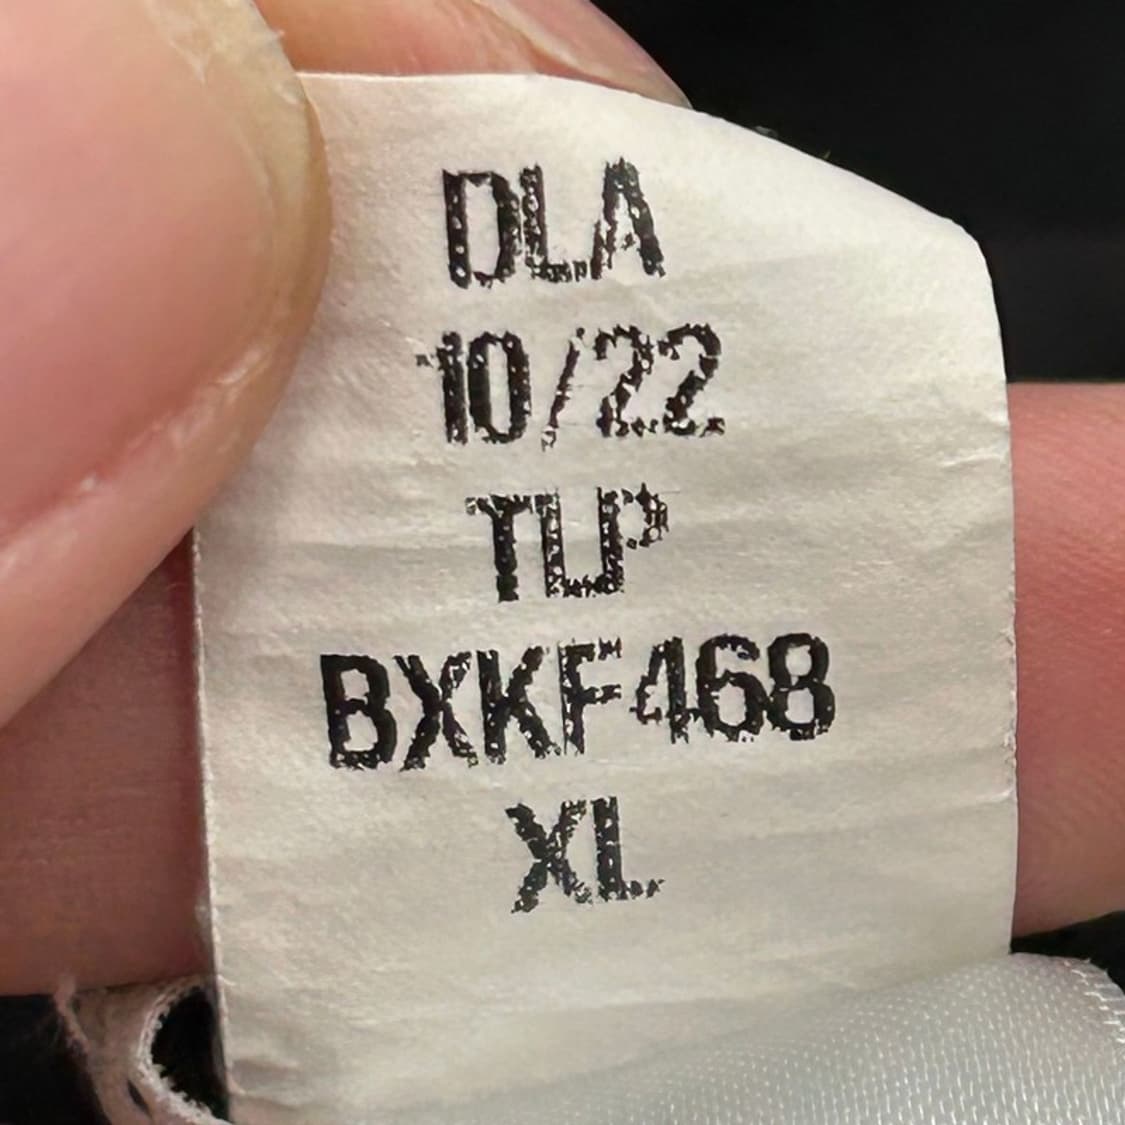 DLA
10/22
TLP
BXKF468
XL